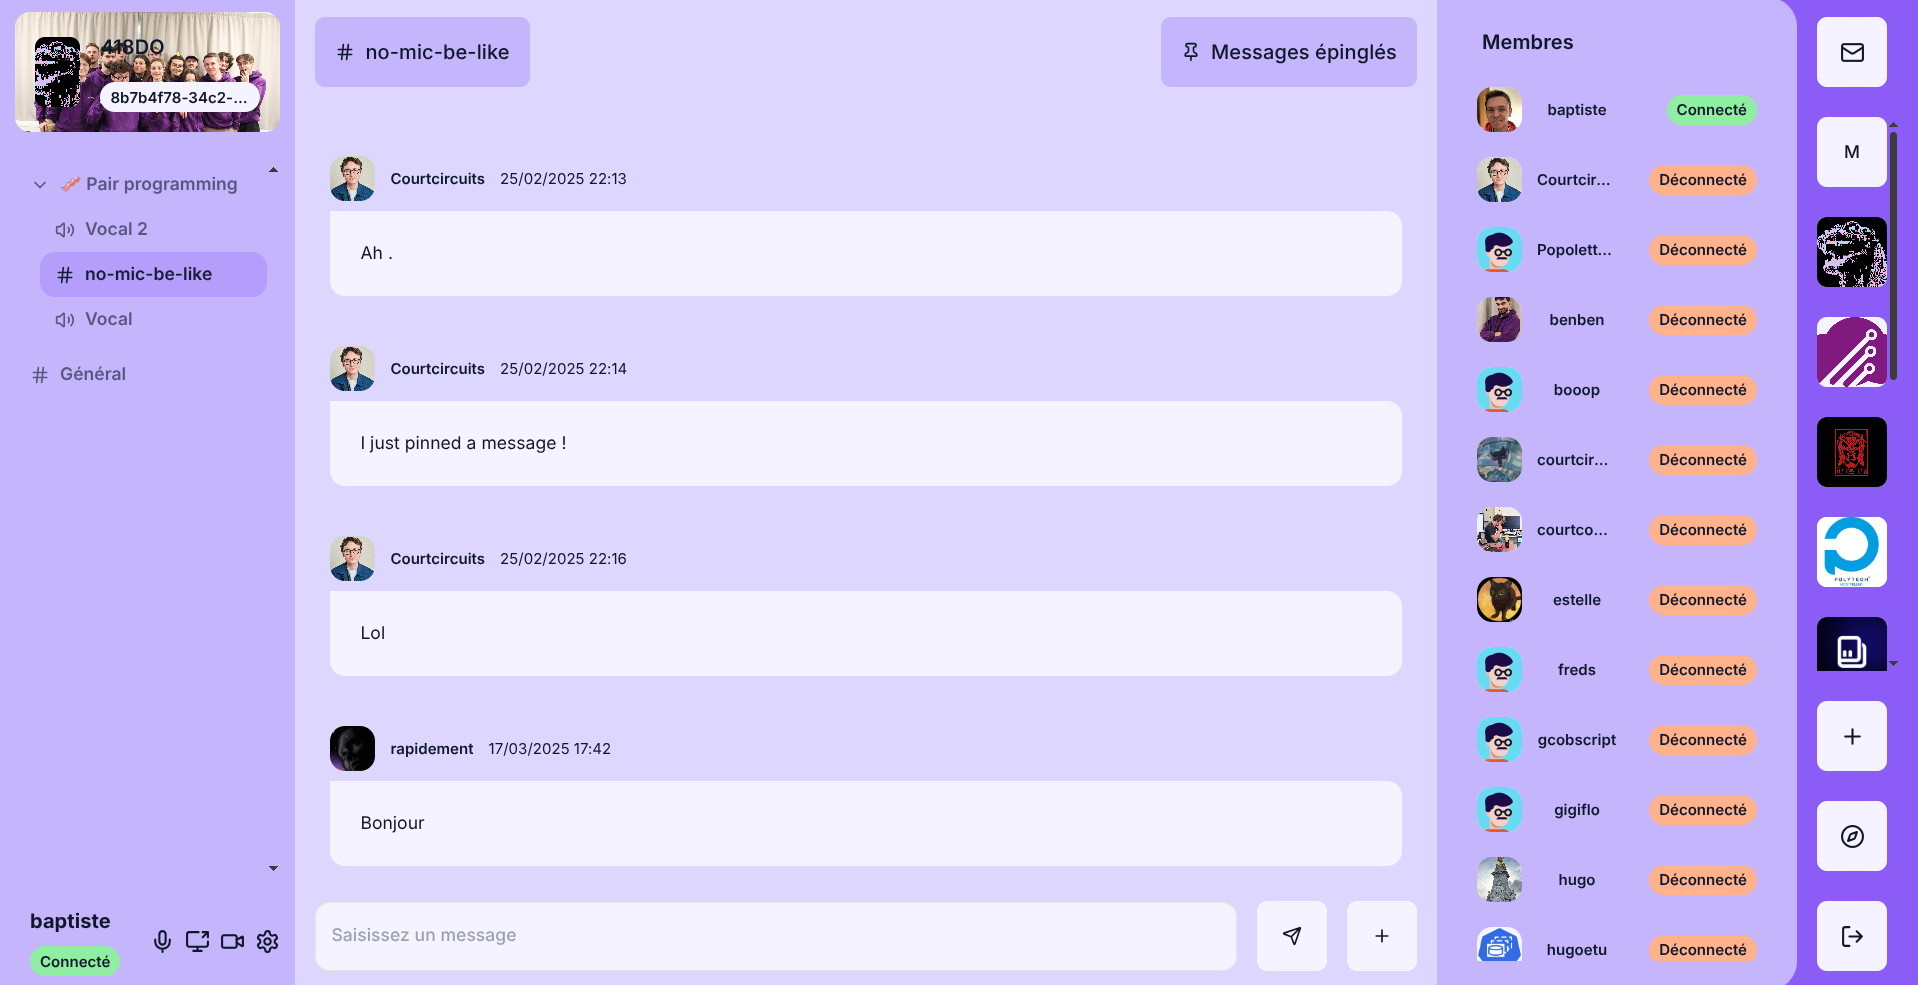 418DO
8b7b4f78-34c2-...
Pair programming
Vocal 2
no-mic-be-like
Vocal
Général
baptiste
Connecté
no-mic-be-like
Messages épinglés
Courtcircuits 25/02/2025 22:13
Ah .
Courtcircuits 25/02/2025 22:14
I just pinned a message !
Courtcircuits 25/02/2025 22:16
Lol
rapidement 17/03/2025 17:42
Bonjour
Saisissez un message
Membres
baptiste Connecté
Courtcir... Déconnecté
Popolett... Déconnecté
benben Déconnecté
booop Déconnecté
courtcir... Déconnecté
courtco... Déconnecté
estelle Déconnecté
freds Déconnecté
gcobscript Déconnecté
gigiflo Déconnecté
hugo Déconnecté
hugoetu Déconnecté
M
POLYTECH